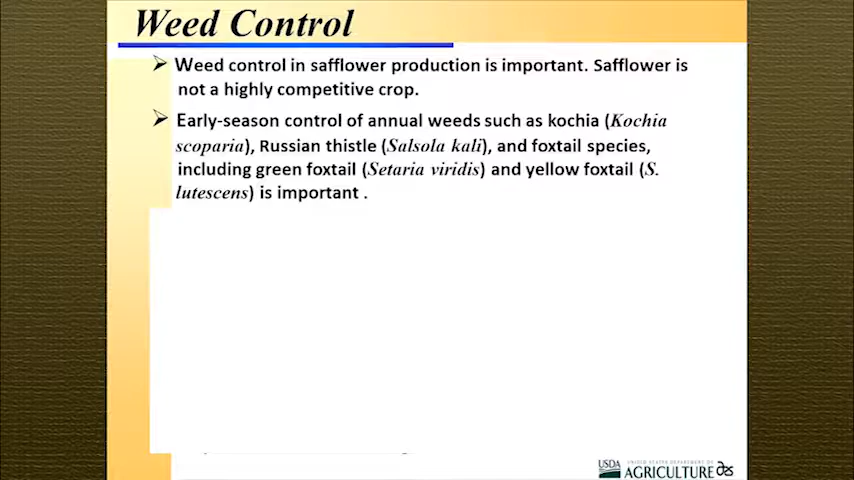 Weed Control
Weed control in safflower production is important. Safflower is
not a highly competitive crop.
Early-season control of annual weeds such as kochia (Kochia
scoparia), Russian thistle (Salsola kali), and foxtail species,
including green foxtail (Setaria viridis) and yellow foxtail (S.
lutescens) is important .
USDA
UNITED STATES DEPARTMENT OF
AGRICULTURE